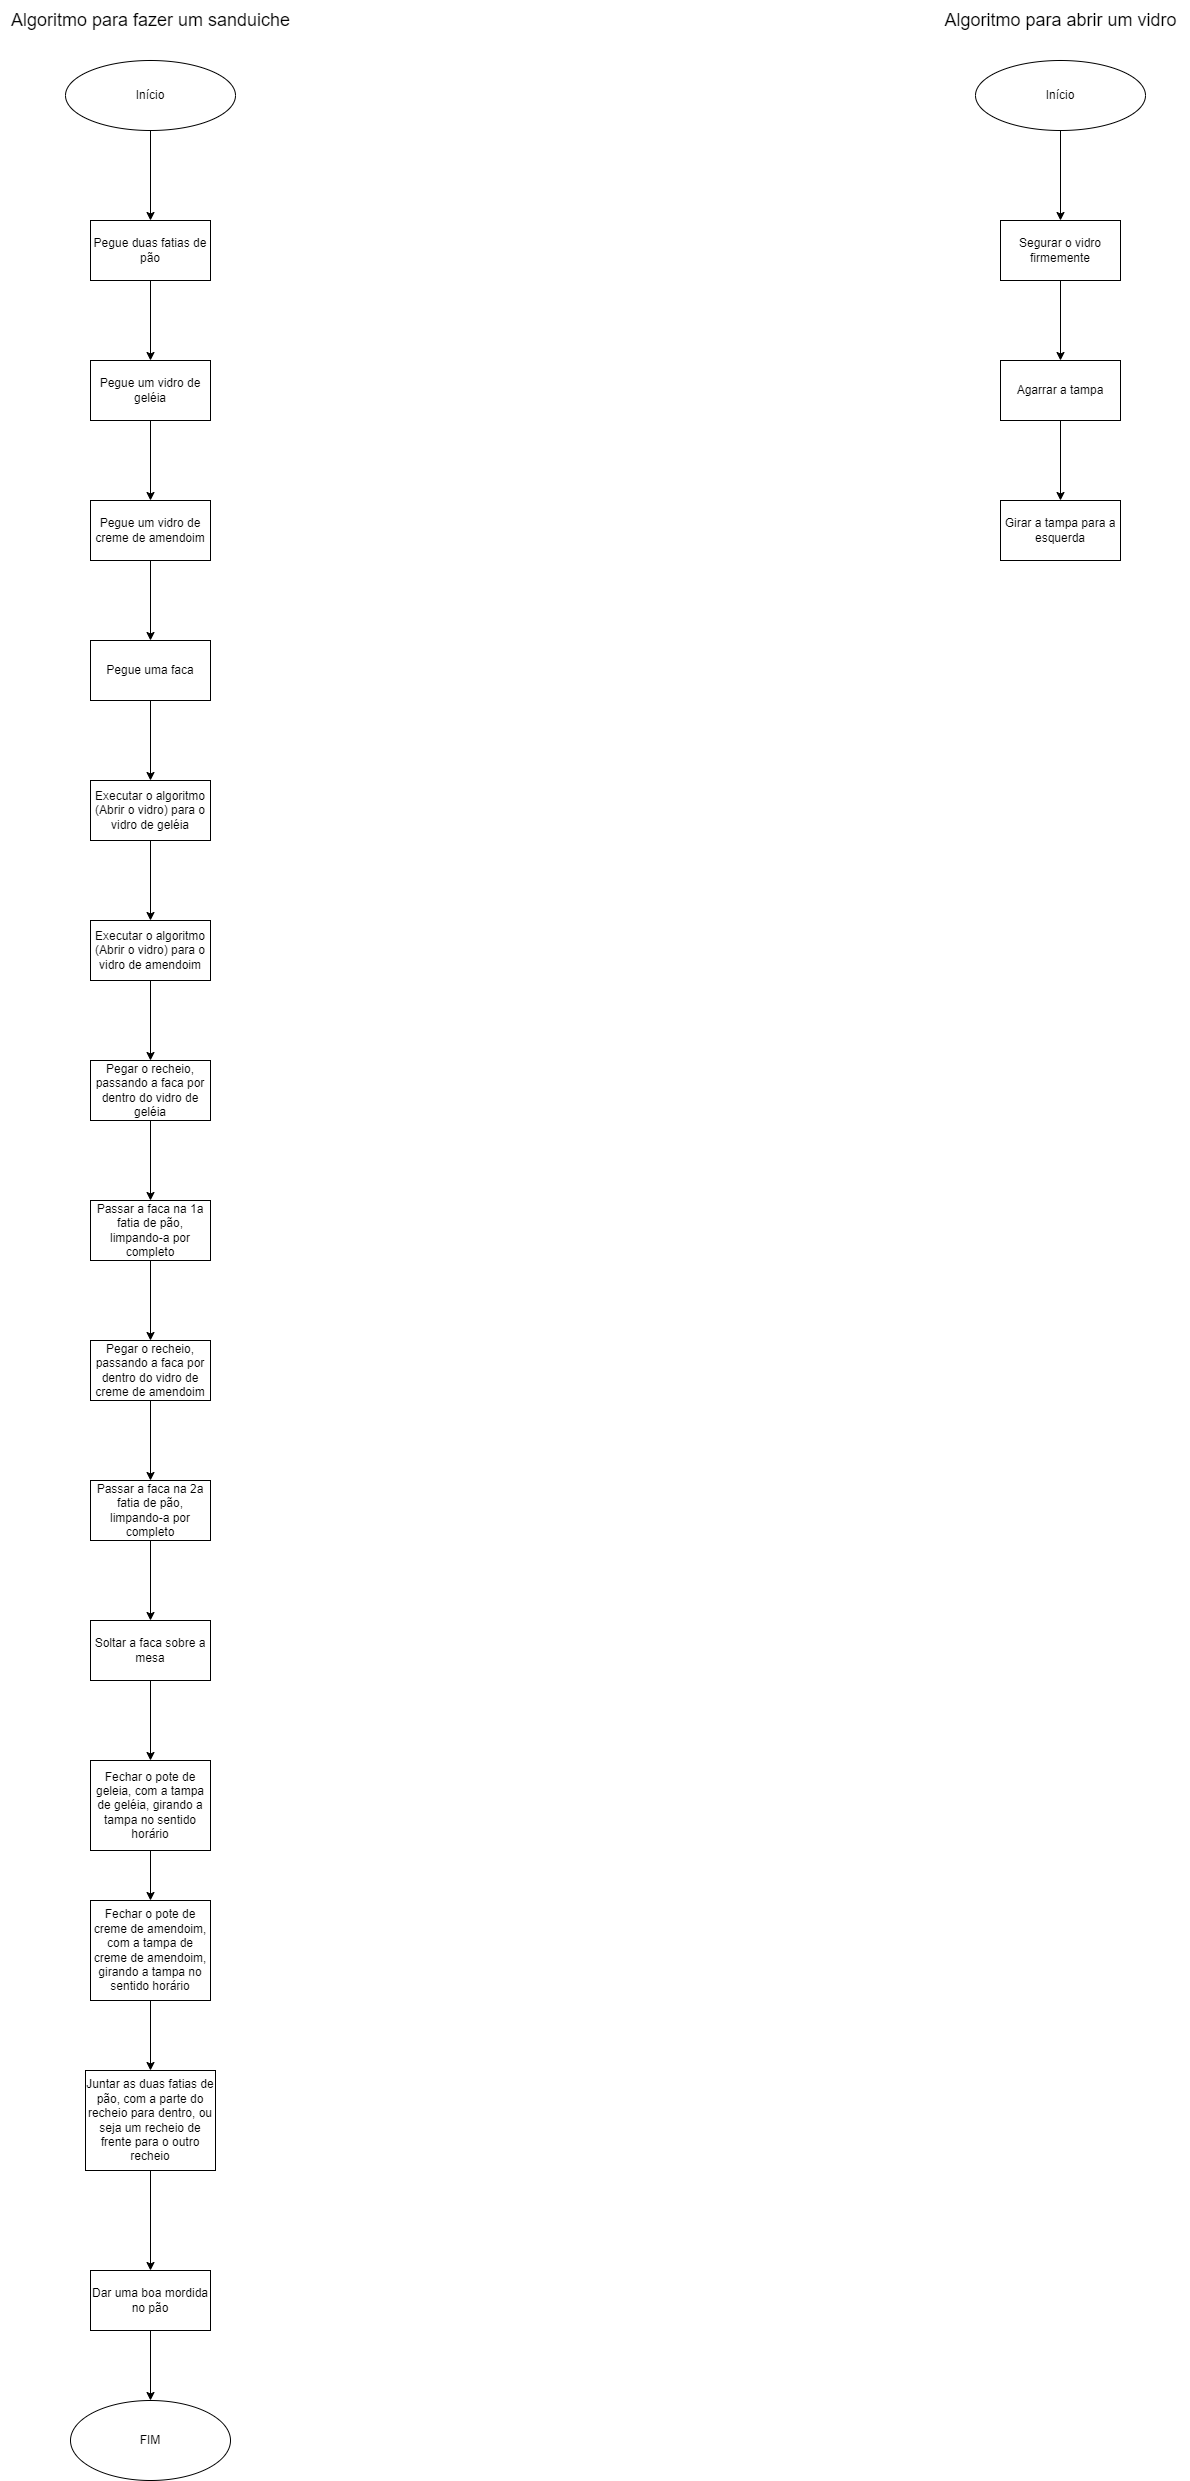 Algoritmo para fazer um sanduiche
Início
Pegue duas fatias de
pão
Pegue um vidro de
geléia
Pegue um vidro de
creme de amendoim
Pegue uma faca
Executar o algoritmo
(Abrir o vidro) para o
vidro de geléia
Executar o algoritmo
(Abrir o vidro) para o
vidro de amendoim
Pegar o recheio,
passando a faca por
dentro do vidro de
geléia
Passar a faca na 1a
fatia de pão,
limpando-a por
completo
Pegar o recheio,
passando a faca por
dentro do vidro de
creme de amendoim
Passar a faca na 2a
fatia de pão,
limpando-a por
completo
Soltar a faca sobre a
mesa
Fechar o pote de
geleia, com a tampa
de geléia, girando a
tampa no sentido
horário
Fechar o pote de
creme de amendoim,
com a tampa de
creme de amendoim,
girando a tampa no
sentido horário
Juntar as duas fatias de
pão, com a parte do
recheio para dentro, ou
seja um recheio de
frente para o outro
recheio
Dar uma boa mordida
no pão
FIM
Algoritmo para abrir um vidro
Início
Segurar o vidro
firmemente
Agarrar a tampa
Girar a tampa para a
esquerda